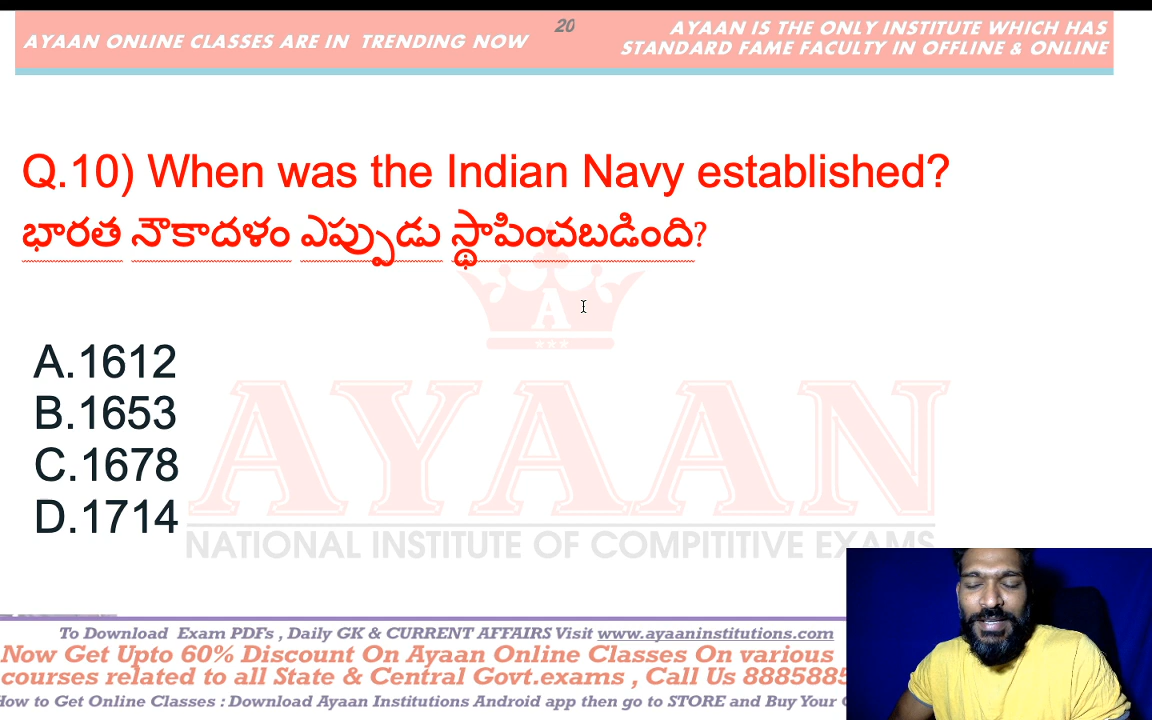 AYAAN ONLINE CLASSES ARE IN TRENDING NOW
20
AYAAN IS THE ONLY INSTITUTE WHICH HAS
STANDARD FAME FACULTY IN OFFLINE & ONLINE
Q.10) When was the Indian Navy established?
భారత నౌకాదళం ఎప్పుడు స్థాపించబడింది?
A
A.1612
B.1653
C.1678
D.1714
AYAAN
NATIONAL INSTITUTE OF COMPITITIVE EXAMS
To Download Exam PDFs , Daily GK & CURRENT AFFAIRS Visit www.ayaaninstitutions.com
Now Get Upto 60% Discount On Ayaan Online Classes On various
courses related to all State & Central Govt.exams , Call Us 8885885
How to Get Online Classes : Download Ayaan Institutions Android app then go to STORE and Buy Your